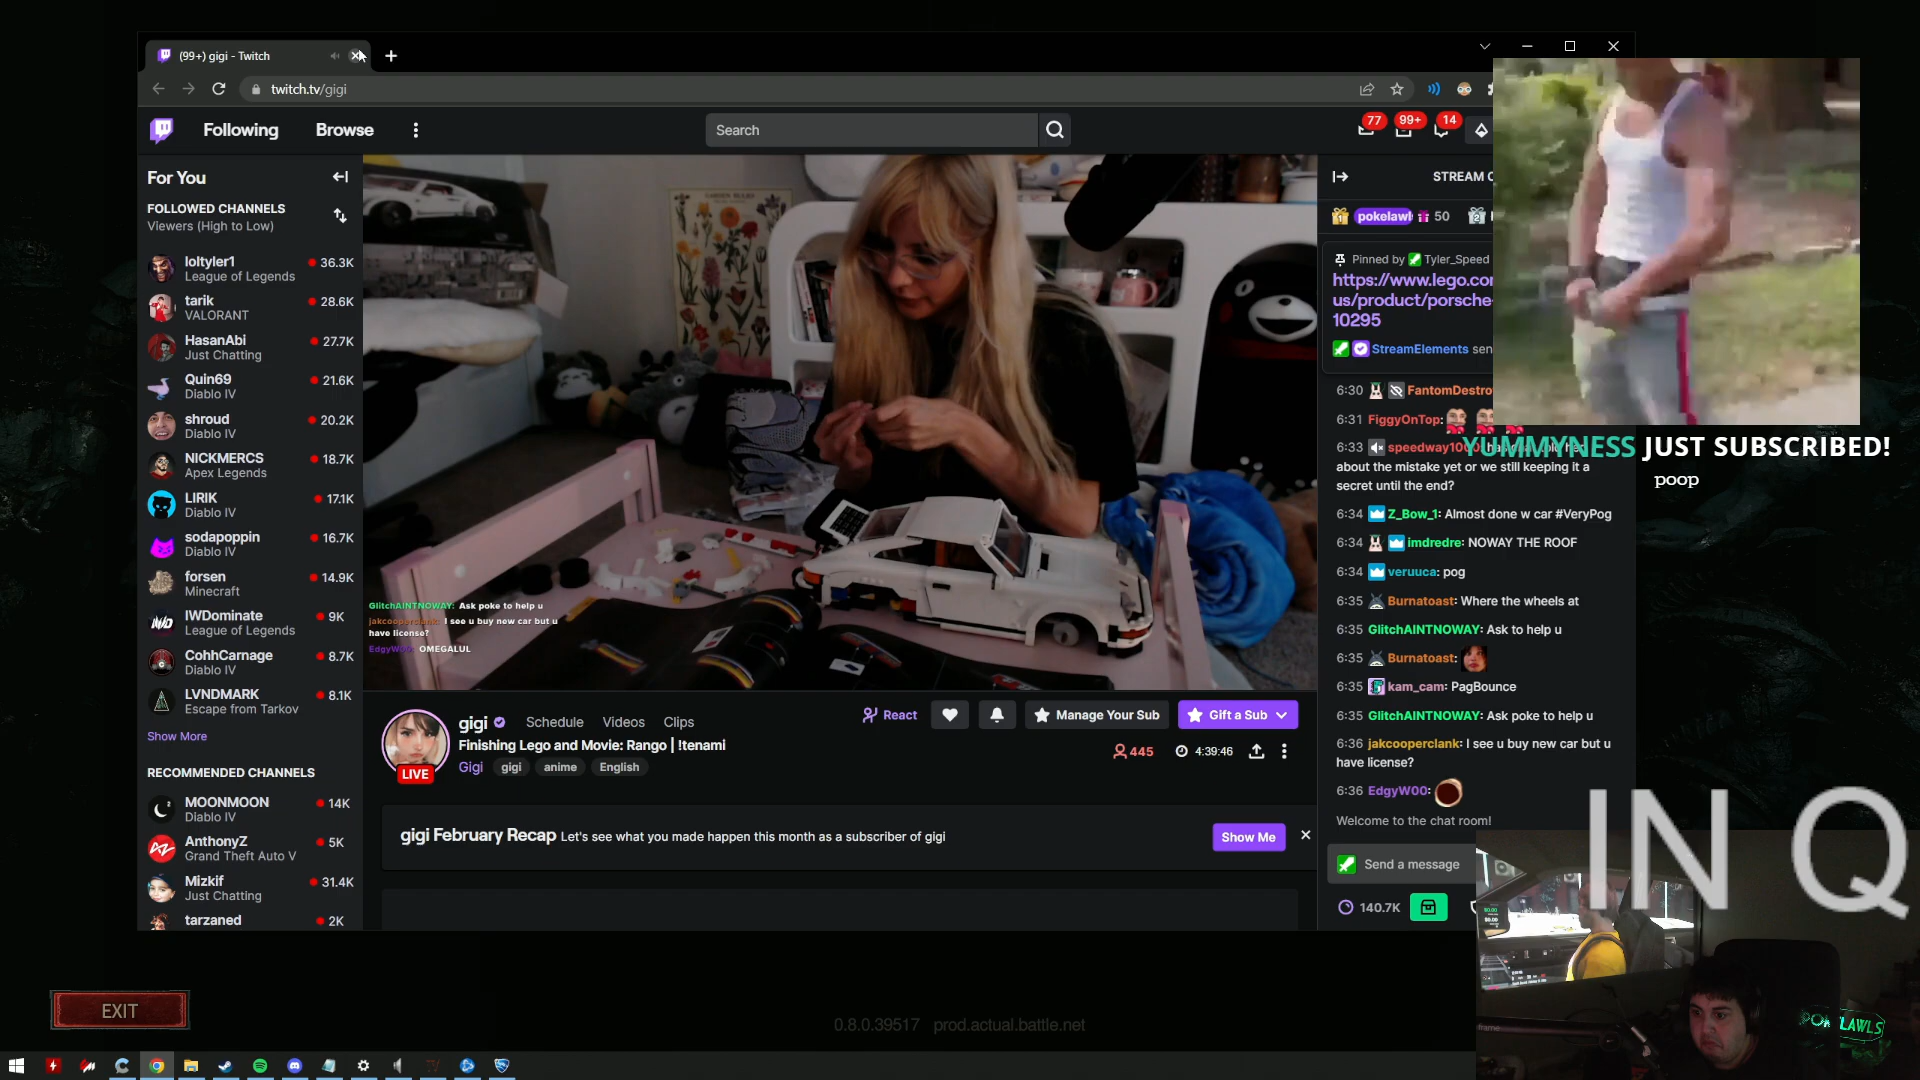 (99+) gigi - Twitch
twitch.tv/gigi
Following
Browse
Search
77
99+
14
For You
FOLLOWED CHANNELS
Viewers (High to Low)
loltyler1
36.3K
League of Legends
tarik
28.6K
VALORANT
HasanAbi
27.7K
Just Chatting
Quin69
21.6K
Diablo IV
shroud
20.2K
Diablo IV
NICKMERCS
18.7K
Apex Legends
LIRIK
17.1K
Diablo IV
sodapoppin
16.7K
Diablo IV
forsen
14.9K
Minecraft
IWDominate
9K
League of Legends
CohhCarnage
8.7K
Diablo IV
LVNDMARK
8.1K
Escape from Tarkov
Show More
RECOMMENDED CHANNELS
MOONMOON
14K
Diablo IV
AnthonyZ
5K
Grand Theft Auto V
Mizkif
31.4K
Just Chatting
tarzaned
2K
GlitchAINTNOWAY: Ask poke to help u
jakcooperclank: I see u buy new car but u
have license?
EdgyW00: OMEGALUL
LIVE
gigi
Schedule
Videos
Clips
Finishing Lego and Movie: Rango | !tenami
Gigi
gigi
anime
English
React
Manage Your Sub
Gift a Sub
445
4:39:46
gigi February Recap Let's see what you made happen this month as a subscriber of gigi
Show Me
STREAM C
pokelawl
50
Pinned by Tyler_Speed
https://www.lego.co
us/product/porsche-
10295
StreamElements sen
6:30 FantomDestro
6:31 FiggyOnTop:
6:33 speedway10
about the mistake yet or we still keeping it a
secret until the end?
6:34 Z_Bow_1: Almost done w car #VeryPog
6:34 imdredre: NOWAY THE ROOF
6:34 veruuca: pog
6:35 Burnatoast: Where the wheels at
6:35 GlitchAINTNOWAY: Ask to help u
6:35 Burnatoast:
6:35 kam_cam: PagBounce
6:35 GlitchAINTNOWAY: Ask poke to help u
6:36 jakcooperclank: I see u buy new car but u
have license?
6:36 EdgyW00:
Welcome to the chat room!
Send a message
140.7K
YUMMYNESS JUST SUBSCRIBED!
poop
IN Q
POKELAWLS
EXIT
0.8.0.39517 prod.actual.battle.net